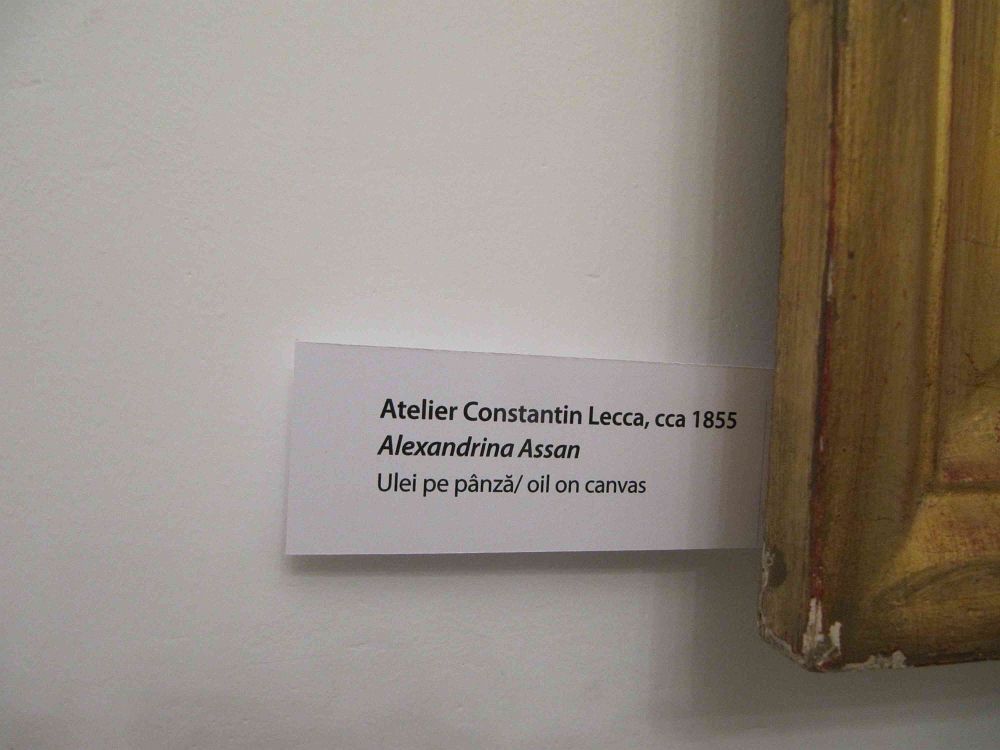 Atelier Constantin Lecca, cca 1855
Alexandrina Assan
Ulei pe pânză/ oil on canvas